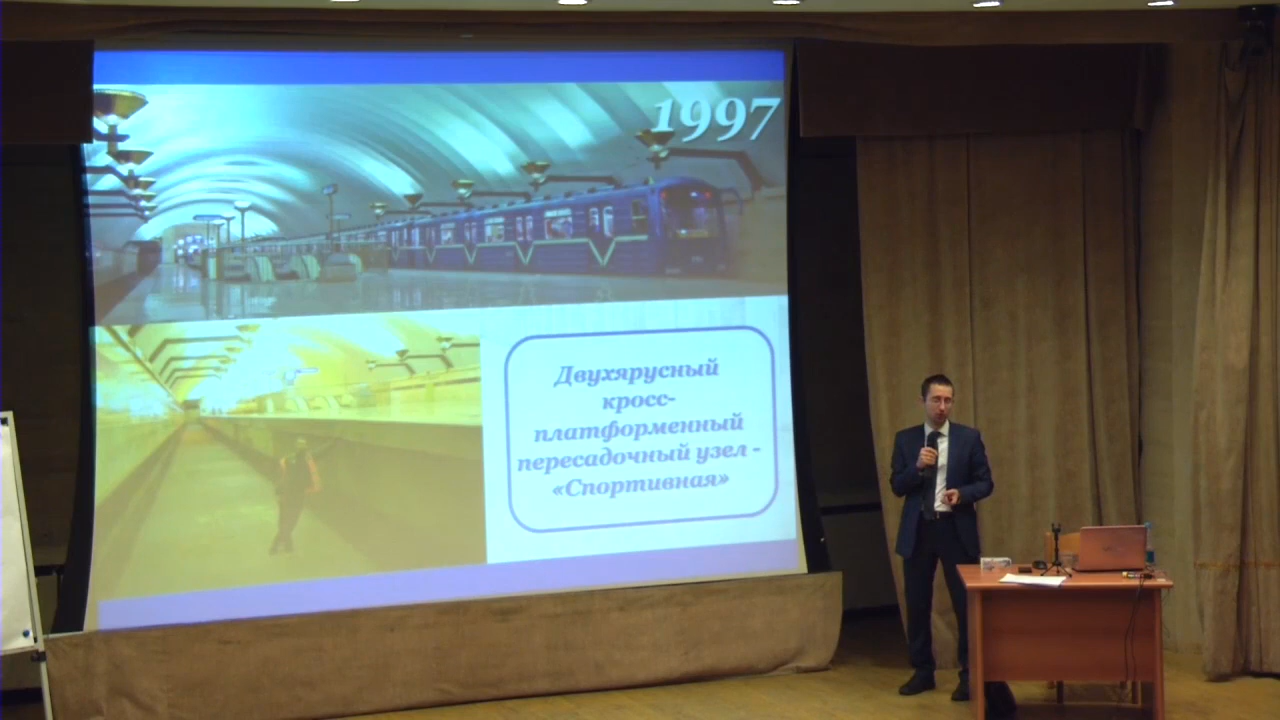 1997
Двухярусный
кросс-
платформенный
пересадочный узел -
«Спортивная»